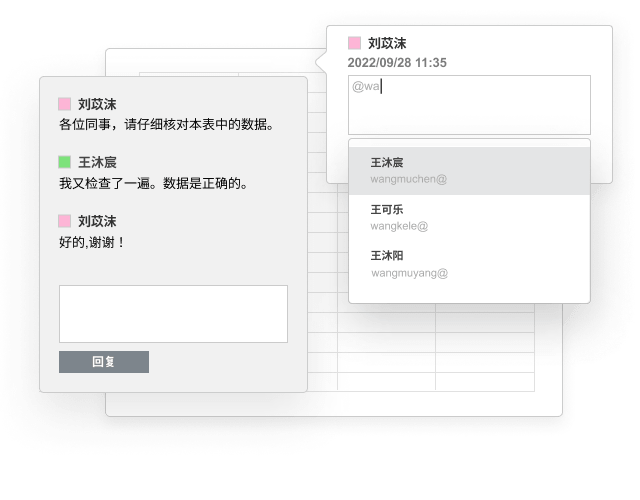 刘苡沫
各位同事，请仔细核对本表中的数据。
王沐宸
我又检查了一遍。数据是正确的。
刘苡沫
好的,谢谢！
回复
刘苡沫
2022/09/28 11:35
@wa
王沐宸
wangmuchen@
王可乐
wangkele@
王沐阳
wangmuyang@